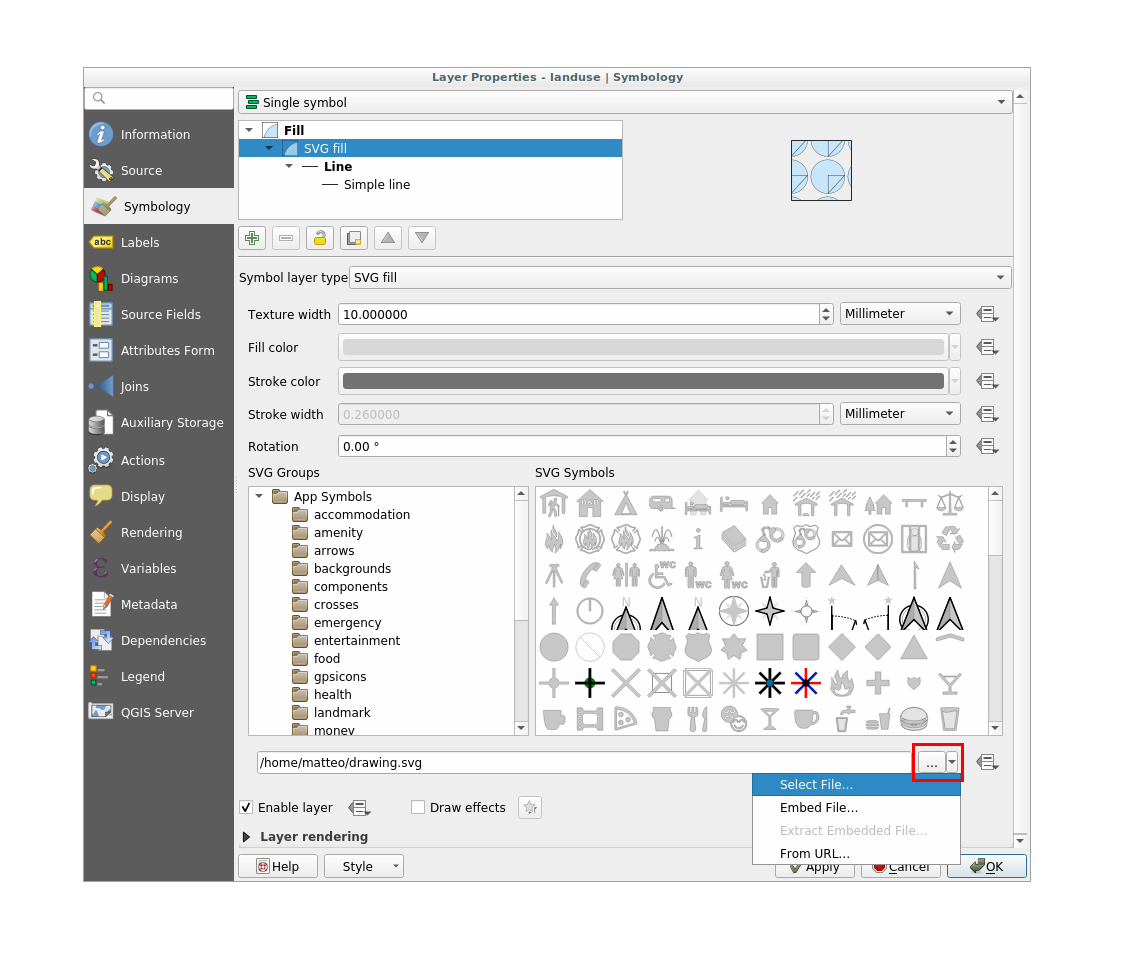 Layer Properties - landuse | Symbology
Single symbol
Information
Source
Symbology
Labels
Diagrams
Source Fields
Attributes Form
Joins
Auxiliary Storage
Actions
Display
Rendering
Variables
Metadata
Dependencies
Legend
QGIS Server
abc
Fill
SVG fill
Line
Simple line
Symbol layer type SVG fill
Texture width 10.000000 Millimeter
Fill color
Stroke color
Stroke width 0.260000 Millimeter
Rotation 0.00 °
SVG Groups
SVG Symbols
App Symbols
accommodation
amenity
arrows
backgrounds
components
crosses
emergency
entertainment
food
gpsicons
health
landmark
money
WC
WC
WC
N
N
/home/matteo/drawing.svg
...
Select File...
Embed File...
Extract Embedded File...
From URL...
Enable layer
Draw effects
Layer rendering
Help
Style
Apply
Cancel
OK